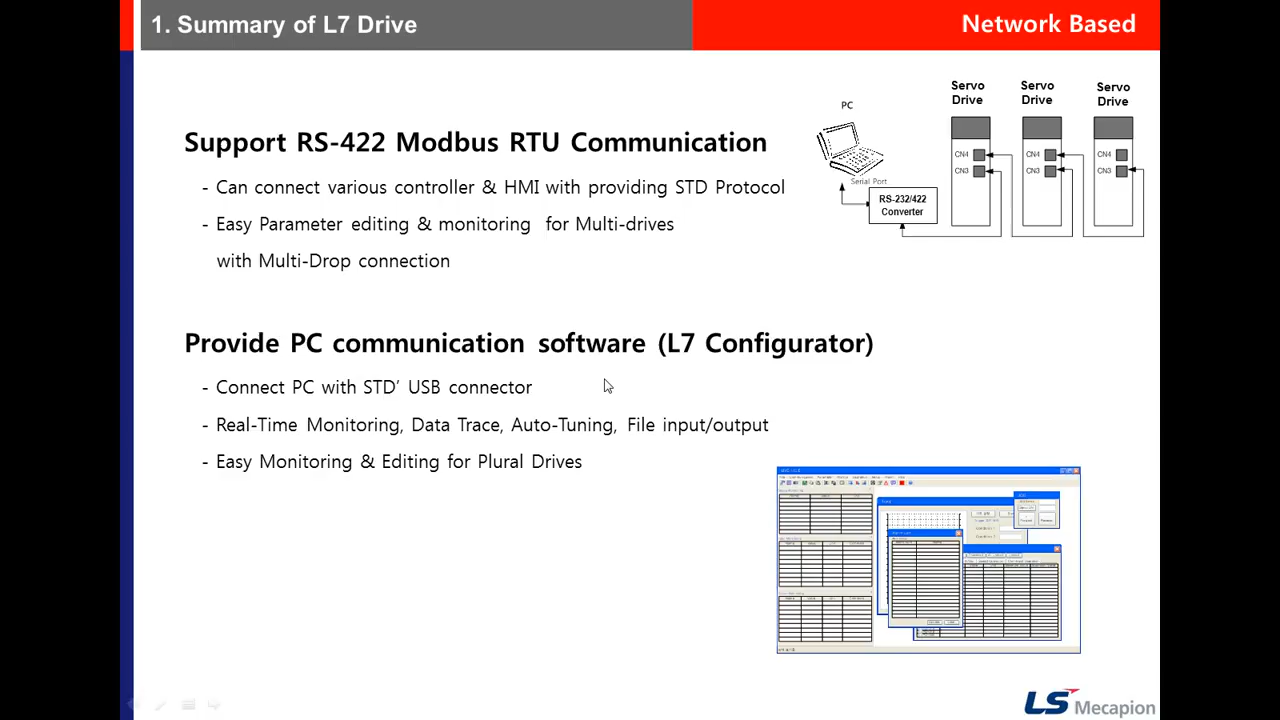 1. Summary of L7 Drive
Network Based
Support RS-422 Modbus RTU Communication
- Can connect various controller & HMI with providing STD Protocol
- Easy Parameter editing & monitoring for Multi-drives
with Multi-Drop connection
PC
Serial Port
RS-232/422
Converter
Servo
Drive
CN4
CN3
Servo
Drive
CN4
CN3
Servo
Drive
CN4
CN3
Provide PC communication software (L7 Configurator)
- Connect PC with STD’ USB connector
- Real-Time Monitoring, Data Trace, Auto-Tuning, File input/output
- Easy Monitoring & Editing for Plural Drives
LS Mecapion